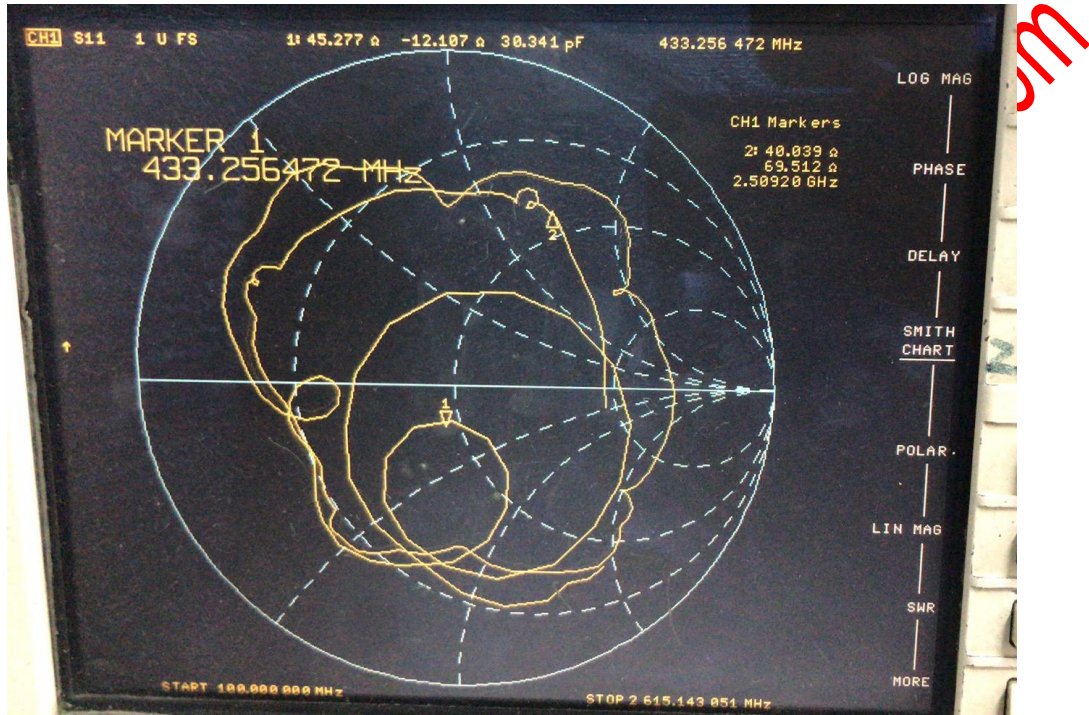 CH1 S11 1 U FS 1: 45.277 Ω -12.107 Ω 30.341 pF 433.256 472 MHz
LOG MAG
MARKER 1
433.256472 MHz
CH1 Markers
2: 40.039 Ω
69.512 Ω
2.50920 GHz
PHASE
DELAY
SMITH
CHART
1
2
POLAR
LIN MAG
SWR
MORE
START 100.000 000 MHz STOP 2 615.143 051 MHz